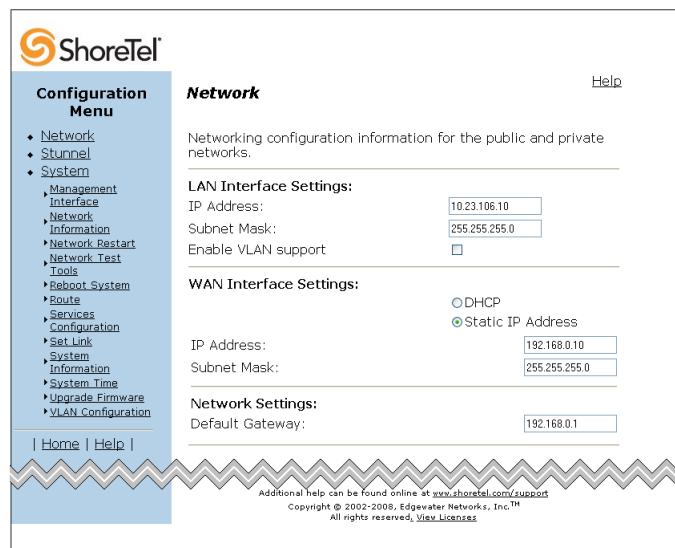 ShoreTel
Configuration
Menu
Network
Stunnel
System
Management
Interface
Network
Information
Network Restart
Network Test
Tools
Reboot System
Route
Services
Configuration
Set Link
System
Information
System Time
Upgrade Firmware
VLAN Configuration
| Home | Help |
Help
Network
Networking configuration information for the public and private
networks.
LAN Interface Settings:
IP Address: 10.23.106.10
Subnet Mask: 255.255.255.0
Enable VLAN support
WAN Interface Settings:
DHCP
Static IP Address
IP Address: 192.168.0.10
Subnet Mask: 255.255.255.0
Network Settings:
Default Gateway: 192.168.0.1
Additional help can be found online at www.shoretel.com/support
Copyright © 2002-2008, Edgewater Networks, Inc.™
All rights reserved, View Licenses